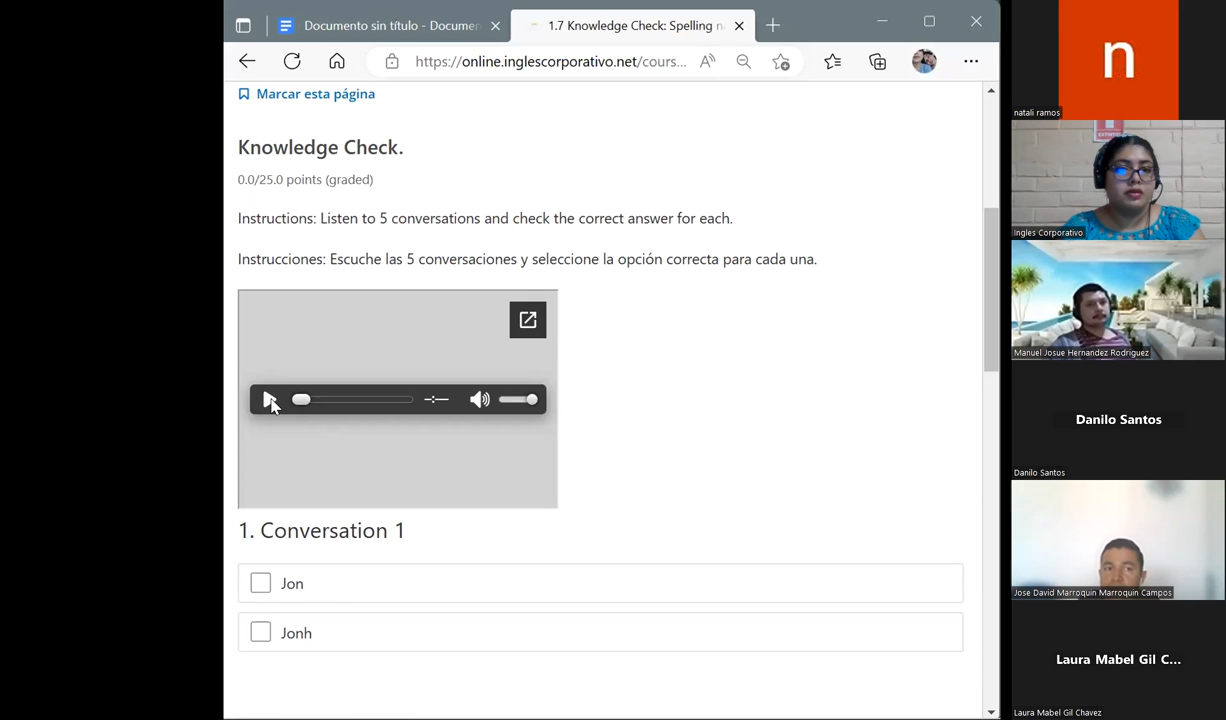 Documento sin título - Documen
1.7 Knowledge Check: Spelling n
https://online.inglescorporativo.net/cours...
Marcar esta página
Knowledge Check.
0.0/25.0 points (graded)
Instructions: Listen to 5 conversations and check the correct answer for each.
Instrucciones: Escuche las 5 conversaciones y seleccione la opción correcta para cada una.
1. Conversation 1
Jon
Jonh
n
natali ramos
Ingles Corporativo
Manuel Josue Hernandez Rodriguez
Danilo Santos
Danilo Santos
Jose David Marroquin Marroquin Campos
Laura Mabel Gil C...
Laura Mabel Gil Chavez